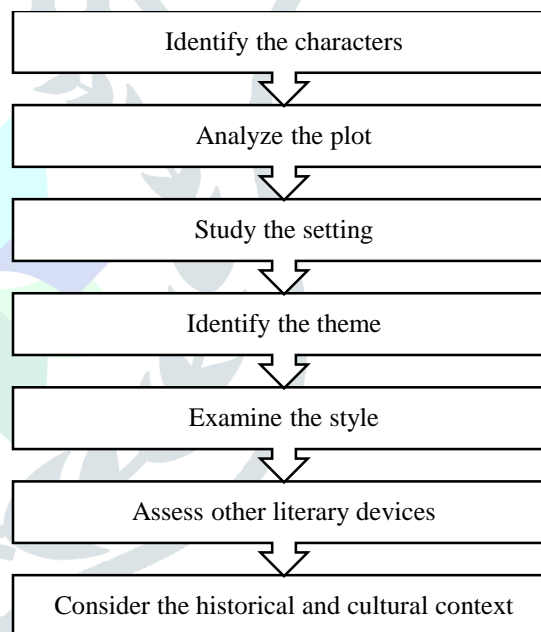 Identify the characters
Analyze the plot
Study the setting
Identify the theme
Examine the style
Assess other literary devices
Consider the historical and cultural context